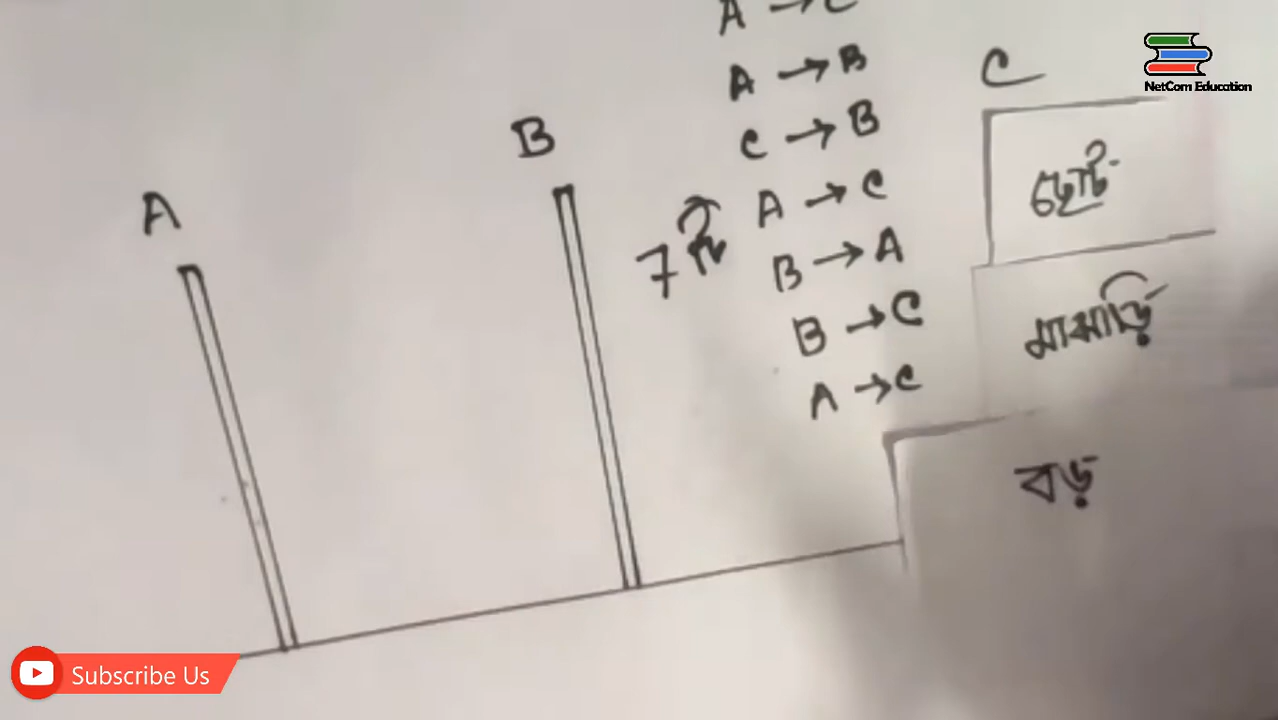 A → C
A → B
C → B
A → C
B → A
B → C
A → C
7 টি
A
B
C
ছোট
মাঝারি
বড়
NetCom Education
Subscribe Us